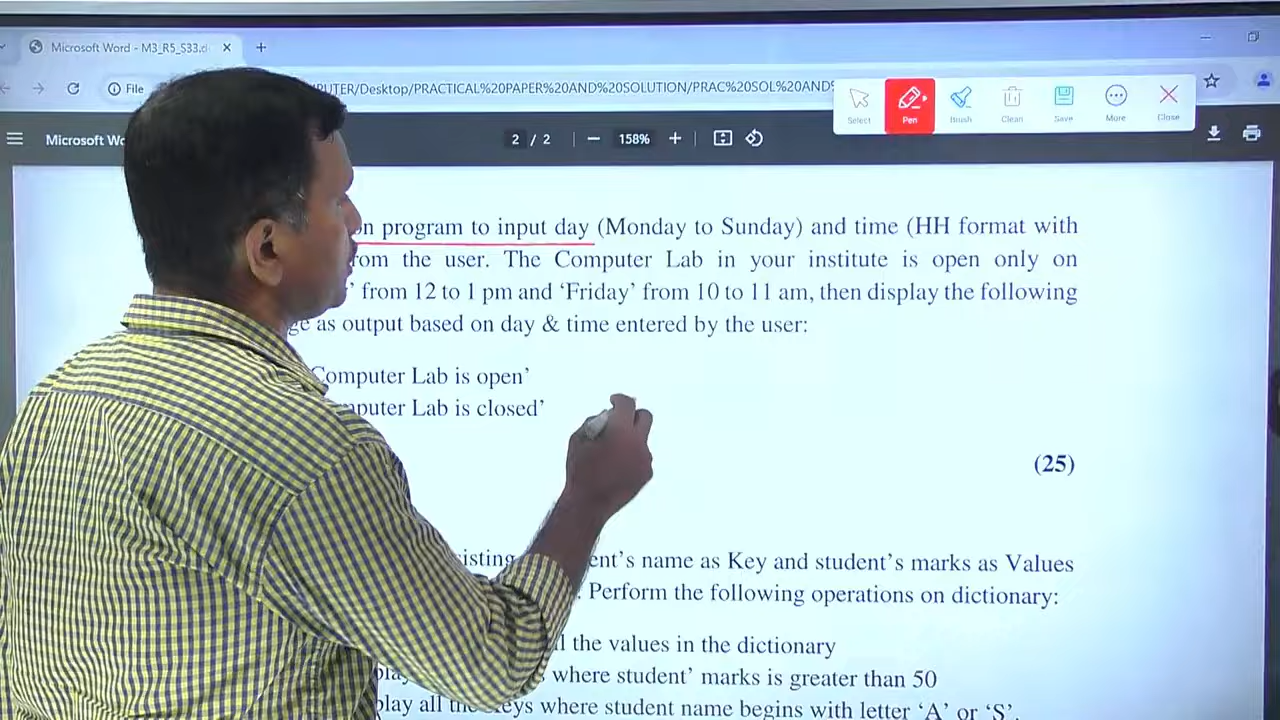 Microsoft Word - M3_R5_S33.d
File
PUTER/Desktop/PRACTICAL%20PAPER%20AND%20SOLUTION/PRAC%20SOL%20AND%
Select Pen Brush Clean Save More Close
Microsoft Wo
2 / 2
158%
on program to input day (Monday to Sunday) and time (HH format with
rom the user. The Computer Lab in your institute is open only on
’ from 12 to 1 pm and ‘Friday’ from 10 to 11 am, then display the following
ge as output based on day & time entered by the user:
Computer Lab is open’
mputer Lab is closed’
(25)
isting ent’s name as Key and student’s marks as Values
. Perform the following operations on dictionary:
ll the values in the dictionary
play where student’ marks is greater than 50
play all the Keys where student name begins with letter ‘A’ or ‘S’.